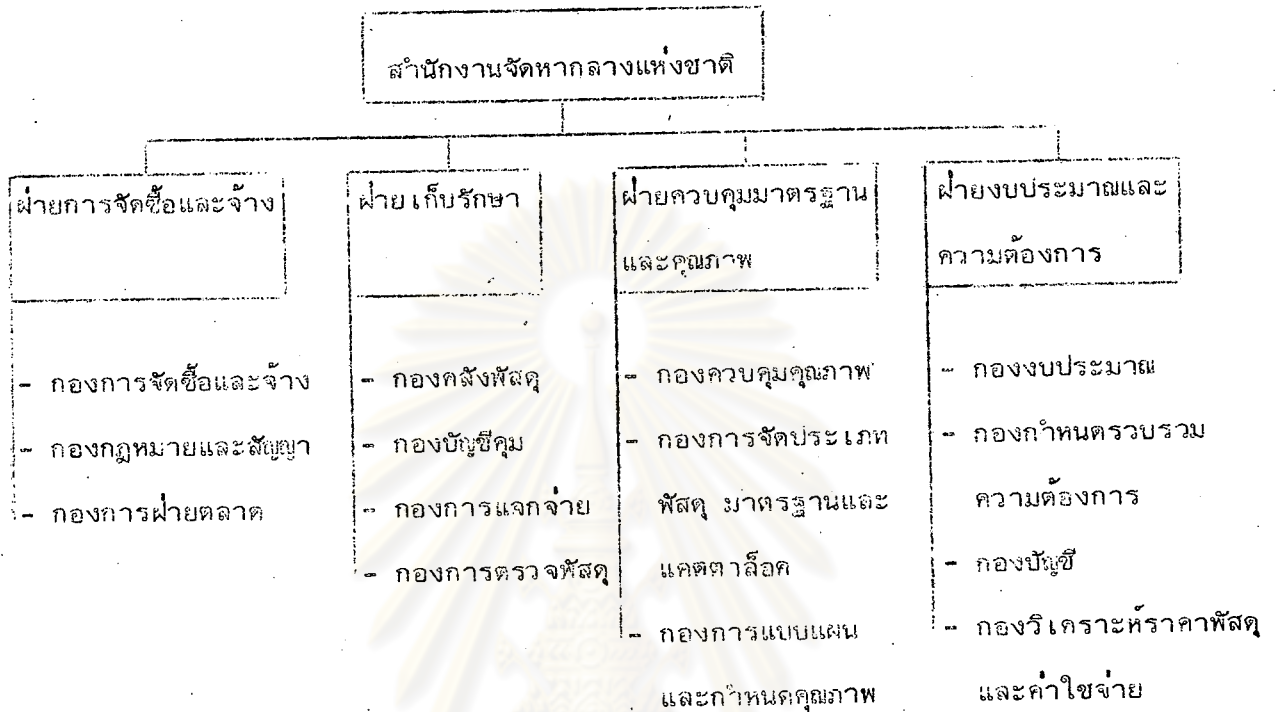 สำนักงานจัดหากลางแห่งชาติ
ฝ่ายการจัดซื้อและจ้าง
- กองการจัดซื้อและจ้าง
- กองกฎหมายและสัญญา
- กองการฝ่ายตลาด
ฝ่ายเก็บรักษา
- กองคลังพัสดุ
- กองบัญชีคุม
- กองการแจกจ่าย
- กองการตรวจพัสดุ
ฝ่ายควบคุมมาตรฐาน
และคุณภาพ
- กองควบคุมคุณภาพ
- กองการจัดประเภท
พัสดุ มาตรฐานและ
แคตตาล็อค
- กองการแบบแผน
และกำหนดคุณภาพ
ฝ่ายงบประมาณและ
ความต้องการ
- กองงบประมาณ
- กองกำหนดรวบรวม
ความต้องการ
- กองบัญชี
- กองวิเคราะห์ราคาพัสดุ
และค่าใชจ่าย